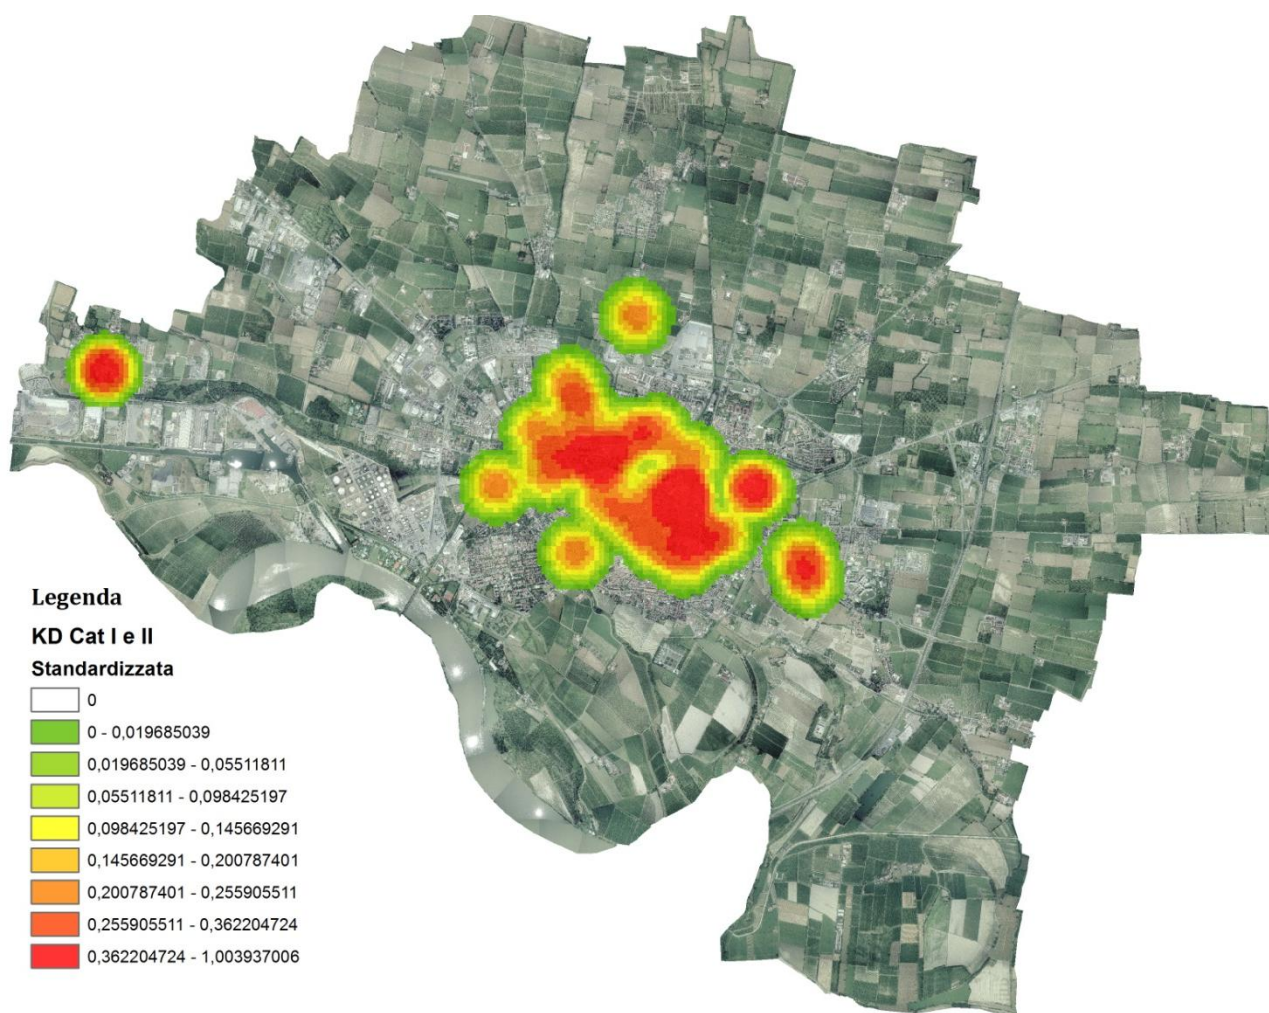 Legenda
KD Cat I e II
Standardizzata
0
0 - 0,019685039
0,019685039 - 0,05511811
0,05511811 - 0,098425197
0,098425197 - 0,145669291
0,145669291 - 0,200787401
0,200787401 - 0,255905511
0,255905511 - 0,362204724
0,362204724 - 1,003937006